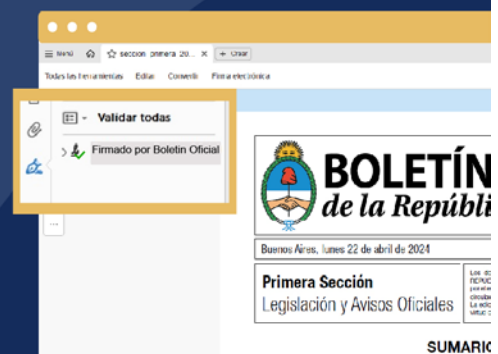 Menú sección primera 20... × + Crear
Todas las herramientas Editar Convertir Firma electrónica
Validar todas
Firmado por Boletín Oficial
BOLETÍN
de la Repúbli
Buenos Aires, lunes 22 de abril de 2024
Primera Sección
Legislación y Avisos Oficiales
SUMARIO